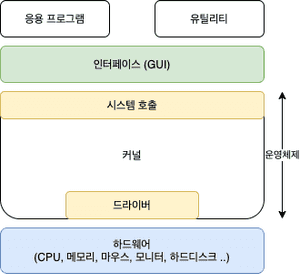 응용 프로그램
유틸리티
인터페이스 (GUI)
시스템 호출
커널
운영체제
드라이버
하드웨어
(CPU, 메모리, 마우스, 모니터, 하드디스크 ..)